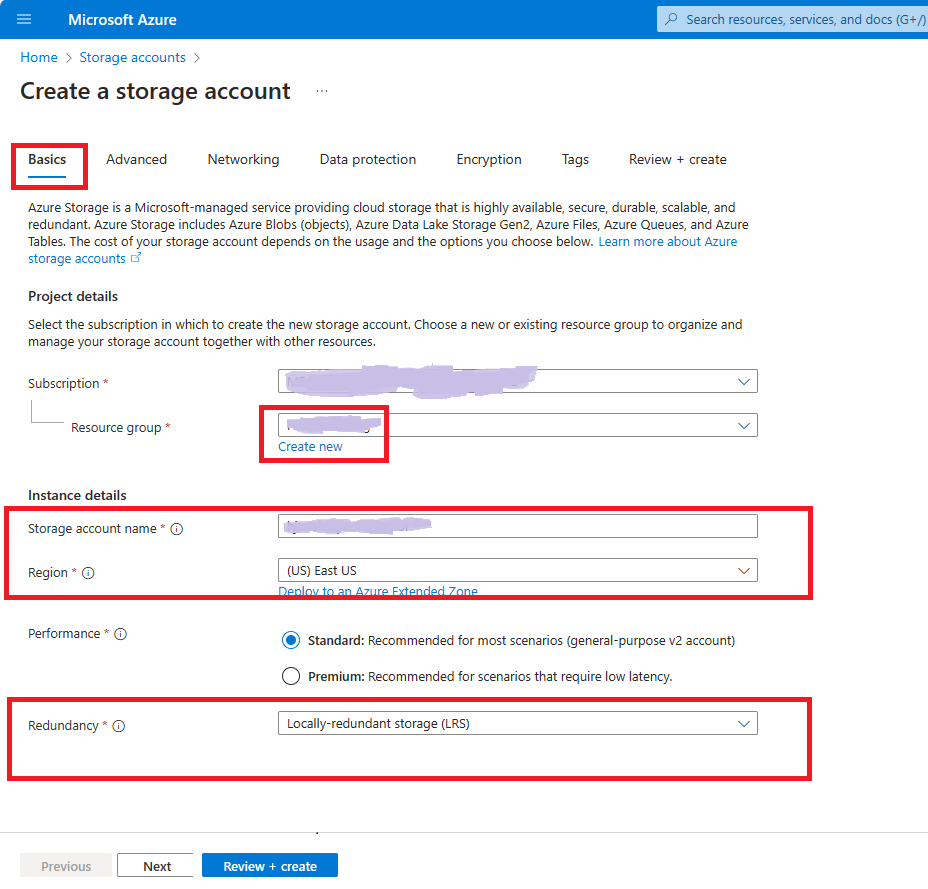 Microsoft Azure
Search resources, services, and docs (G+/)
Home > Storage accounts >
Create a storage account ...
Basics Advanced Networking Data protection Encryption Tags Review + create
Azure Storage is a Microsoft-managed service providing cloud storage that is highly available, secure, durable, scalable, and
redundant. Azure Storage includes Azure Blobs (objects), Azure Data Lake Storage Gen2, Azure Files, Azure Queues, and Azure
Tables. The cost of your storage account depends on the usage and the options you choose below. Learn more about Azure
storage accounts
Project details
Select the subscription in which to create the new storage account. Choose a new or existing resource group to organize and
manage your storage account together with other resources.
Subscription *
Resource group *
Create new
Instance details
Storage account name *
Region *
(US) East US
Deploy to an Azure Extended Zone
Performance *
Standard: Recommended for most scenarios (general-purpose v2 account)
Premium: Recommended for scenarios that require low latency.
Redundancy *
Locally-redundant storage (LRS)
Previous Next Review + create